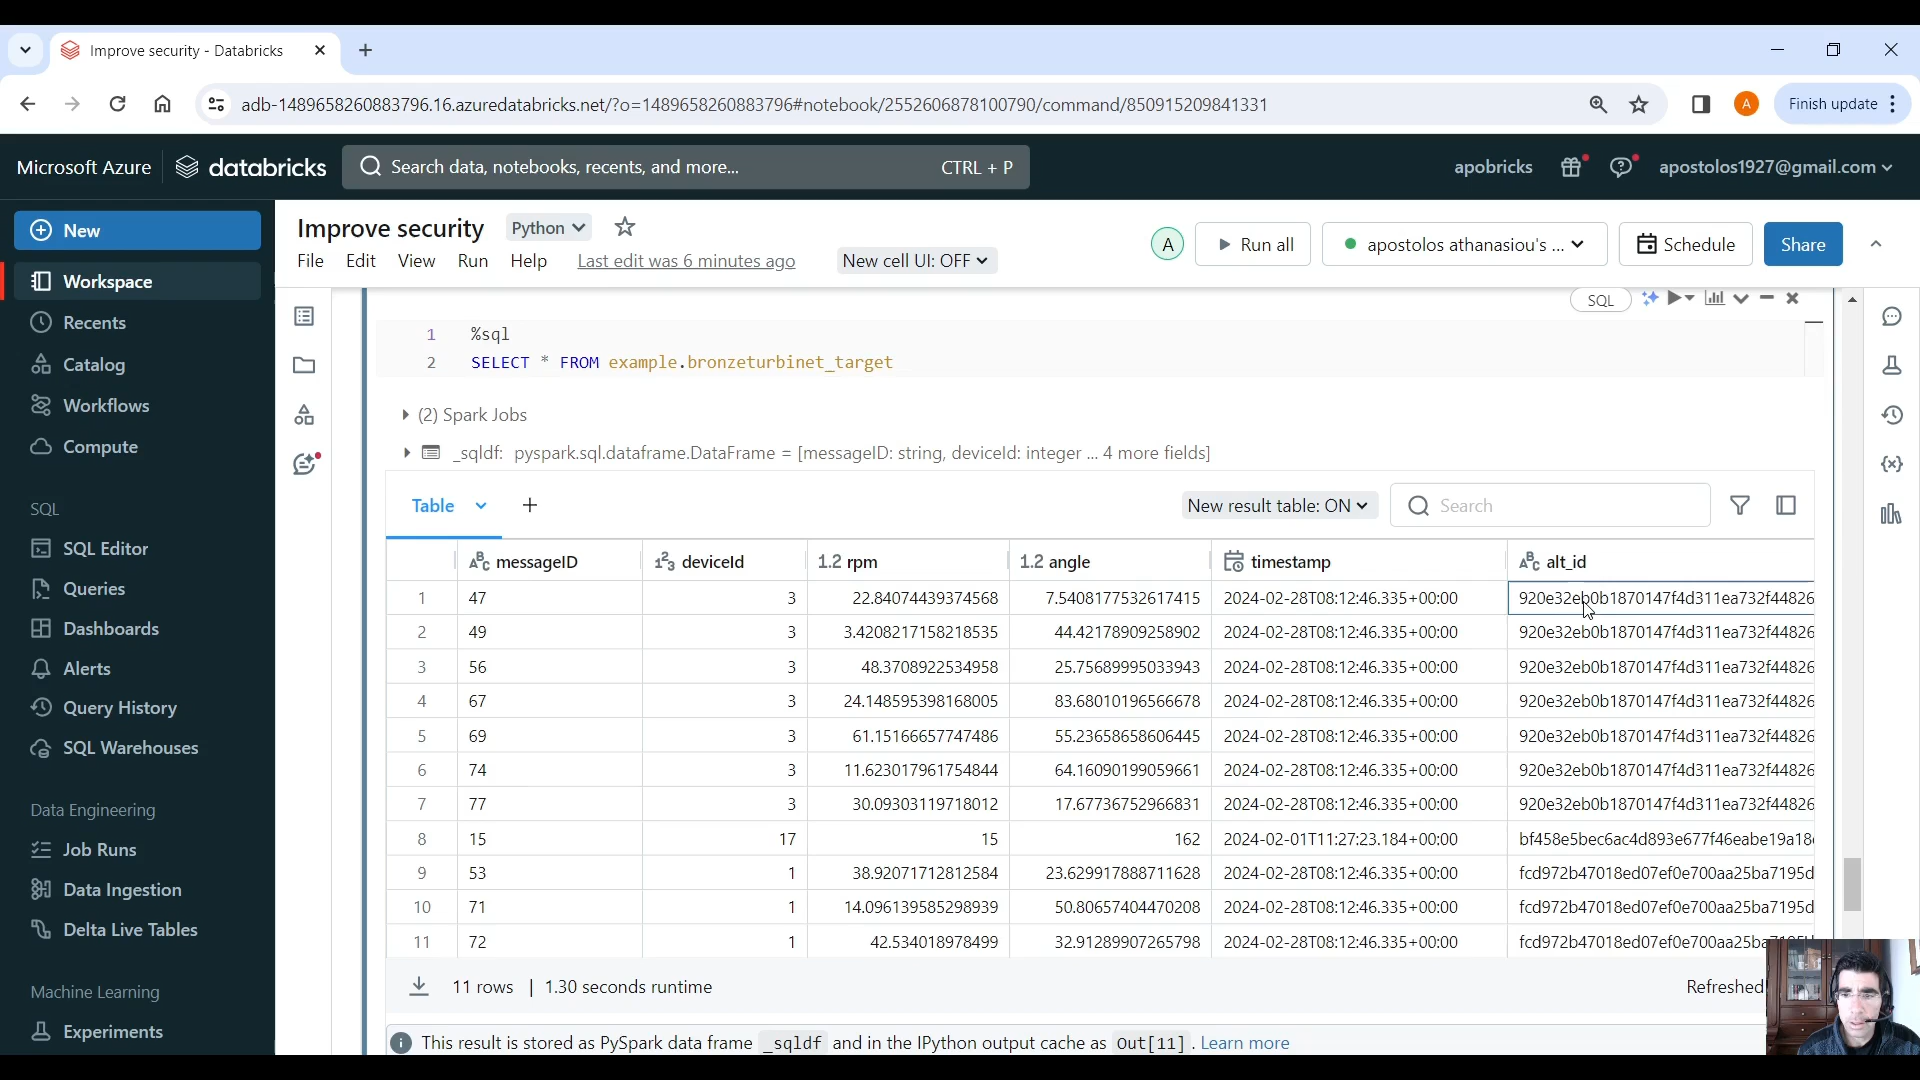 Improve security - Databricks
adb-1489658260883796.16.azuredatabricks.net/?o=1489658260883796#notebook/2552606878100790/command/850915209841331
A
Finish update
Microsoft Azure
databricks
Search data, notebooks, recents, and more...
CTRL + P
apobricks
apostolos1927@gmail.com
New
Workspace
Recents
Catalog
Workflows
Compute
SQL
SQL Editor
Queries
Dashboards
Alerts
Query History
SQL Warehouses
Data Engineering
Job Runs
Data Ingestion
Delta Live Tables
Machine Learning
Experiments
Improve security
Python
File Edit View Run Help
Last edit was 6 minutes ago
New cell UI: OFF
A
Run all
apostolos athanasiou's ...
Schedule
Share
SQL
1 %sql
2 SELECT * FROM example.bronzeturbinet_target
(2) Spark Jobs
_sqldf: pyspark.sql.dataframe.DataFrame = [messageID: string, deviceId: integer ... 4 more fields]
Table
New result table: ON
Search
messageID deviceId 1.2 rpm 1.2 angle timestamp alt_id
1 47 3 22.84074439374568 7.5408177532617415 2024-02-28T08:12:46.335+00:00 920e32eb0b1870147f4d311ea732f44826
2 49 3 3.4208217158218535 44.42178909258902 2024-02-28T08:12:46.335+00:00 920e32eb0b1870147f4d311ea732f44826
3 56 3 48.3708922534958 25.75689995033943 2024-02-28T08:12:46.335+00:00 920e32eb0b1870147f4d311ea732f44826
4 67 3 24.148595398168005 83.68010196566678 2024-02-28T08:12:46.335+00:00 920e32eb0b1870147f4d311ea732f44826
5 69 3 61.15166657747486 55.23658658606445 2024-02-28T08:12:46.335+00:00 920e32eb0b1870147f4d311ea732f44826
6 74 3 11.623017961754844 64.16090199059661 2024-02-28T08:12:46.335+00:00 920e32eb0b1870147f4d311ea732f44826
7 77 3 30.09303119718012 17.67736752966831 2024-02-28T08:12:46.335+00:00 920e32eb0b1870147f4d311ea732f44826
8 15 17 15 162 2024-02-01T11:27:23.184+00:00 bf458e5bec6ac4d893e677f46eabe19a18
9 53 1 38.92071712812584 23.629917888711628 2024-02-28T08:12:46.335+00:00 fcd972b47018ed07ef0e700aa25ba7195d
10 71 1 14.096139585298939 50.80657404470208 2024-02-28T08:12:46.335+00:00 fcd972b47018ed07ef0e700aa25ba7195d
11 72 1 42.534018978499 32.91289907265798 2024-02-28T08:12:46.335+00:00
11 rows | 1.30 seconds runtime
Refreshed
This result is stored as PySpark data frame _sqldf and in the IPython output cache as Out[11] . Learn more